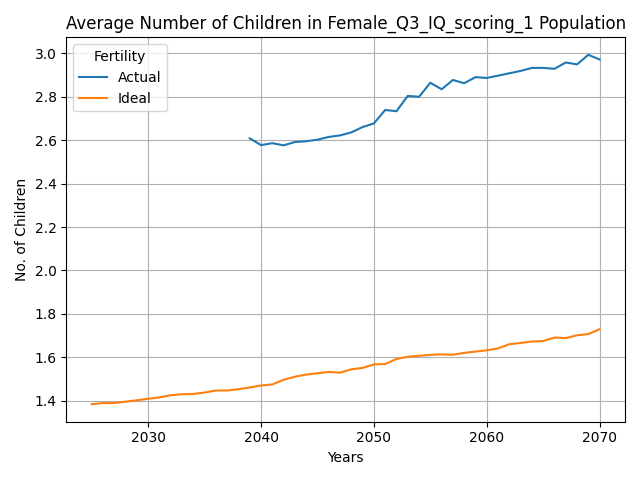 Average Number of Children in Female_Q3_IQ_scoring_1 Population
Fertility
Actual
Ideal
No. of Children
3.0
2.8
2.6
2.4
2.2
2.0
1.8
1.6
1.4
2030 2040 2050 2060 2070
Years